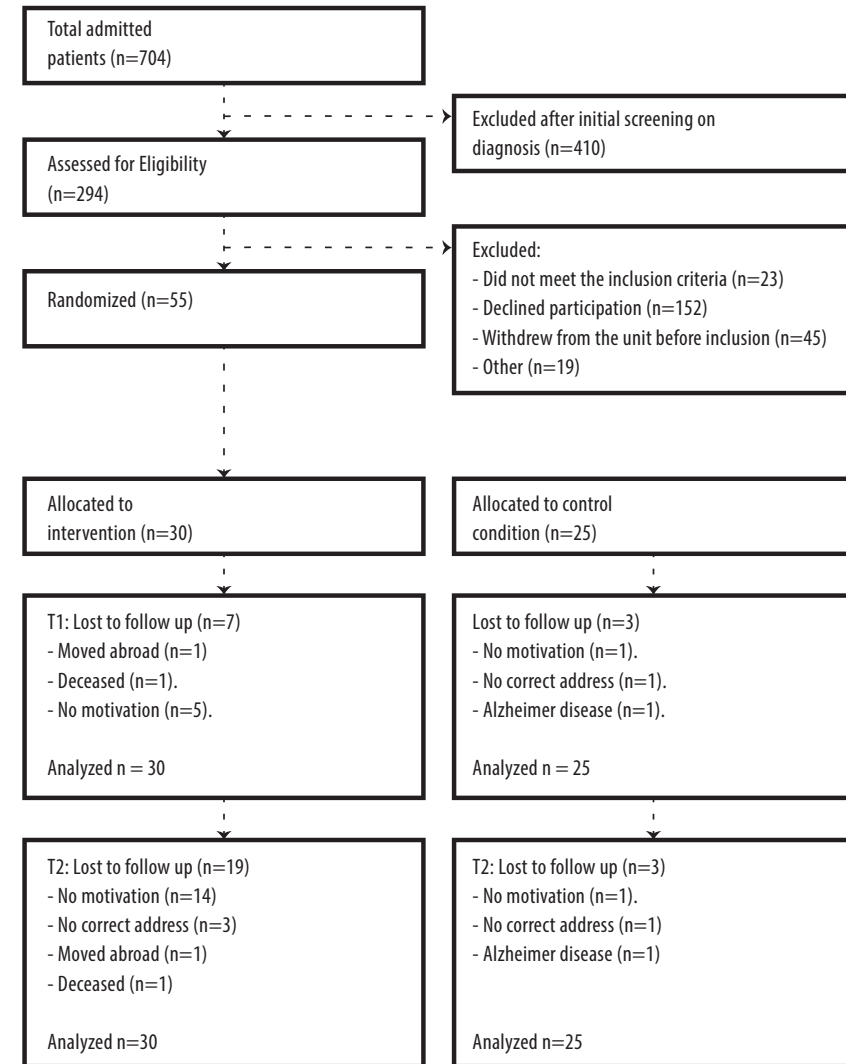 Total admitted
patients (n=704)
Excluded after initial screening on
diagnosis (n=410)
Assessed for Eligibility
(n=294)
Excluded:
- Did not meet the inclusion criteria (n=23)
- Declined participation (n=152)
- Withdrew from the unit before inclusion (n=45)
- Other (n=19)
Randomized (n=55)
Allocated to
intervention (n=30)
Allocated to control
condition (n=25)
T1: Lost to follow up (n=7)
- Moved abroad (n=1)
- Deceased (n=1).
- No motivation (n=5).
Analyzed n = 30
Lost to follow up (n=3)
- No motivation (n=1).
- No correct address (n=1).
- Alzheimer disease (n=1).
Analyzed n = 25
T2: Lost to follow up (n=19)
- No motivation (n=14)
- No correct address (n=3)
- Moved abroad (n=1)
- Deceased (n=1)
Analyzed n=30
T2: Lost to follow up (n=3)
- No motivation (n=1).
- No correct address (n=1)
- Alzheimer disease (n=1)
Analyzed n=25